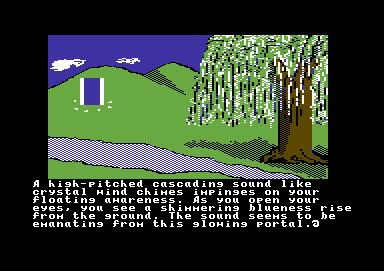 A high-pitched cascading sound like
crystal wind chimes impinges on your
floating awareness. As you open your
eyes, you see a shimmering blueness rise
from the ground. The sound seems to be
emanating from this glowing portal.